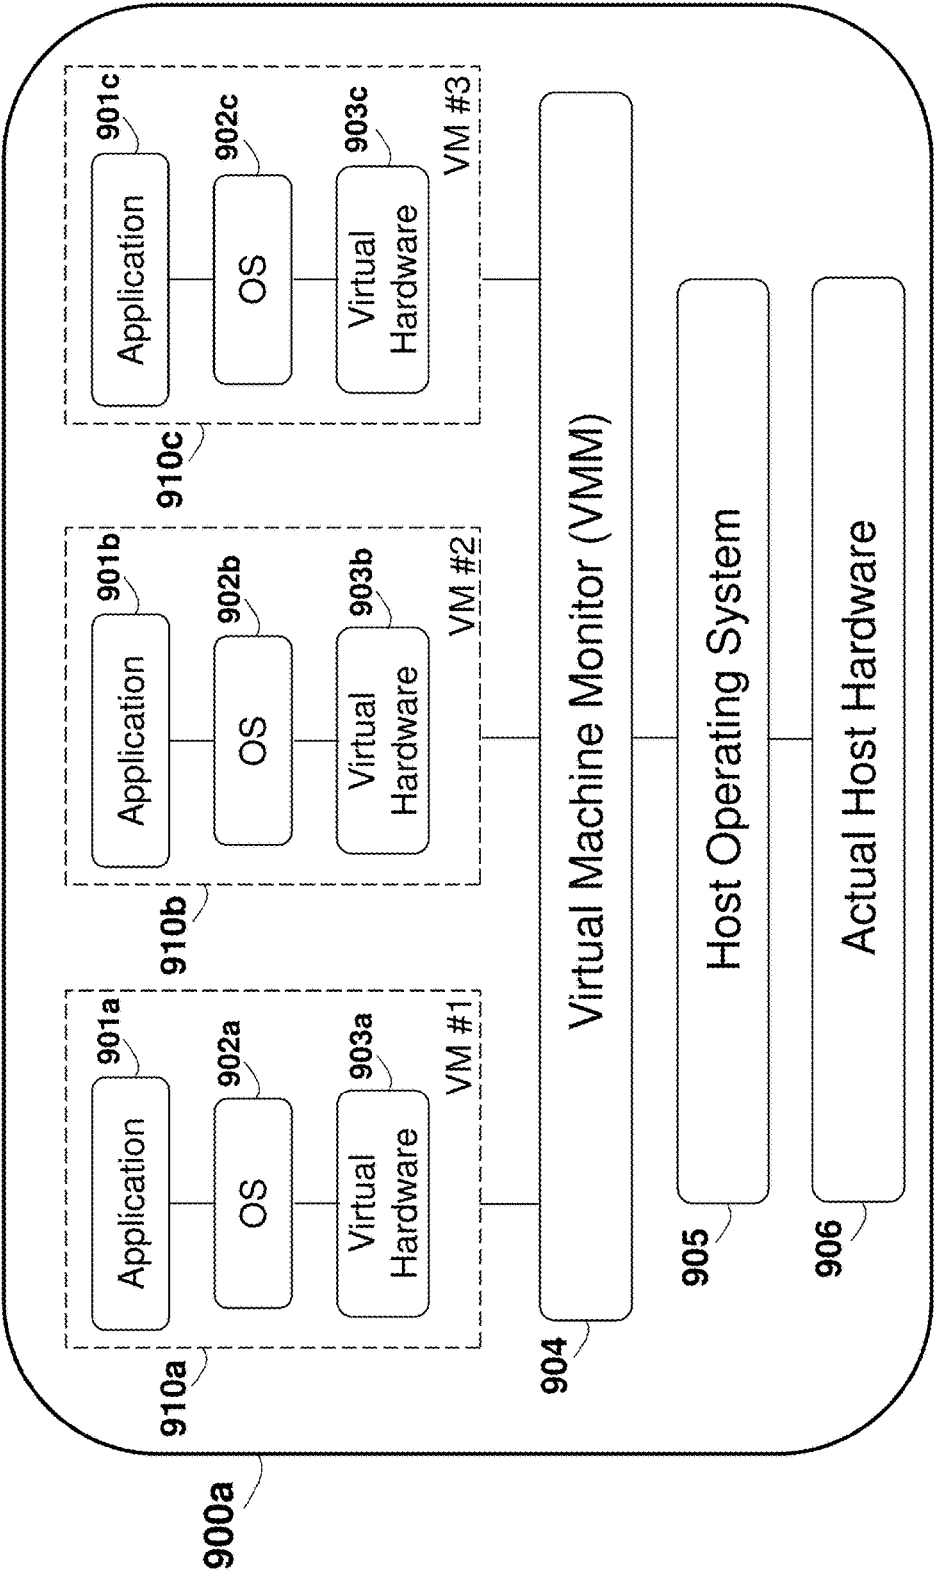 900a
910a
901a
Application
902a
OS
903a
Virtual
Hardware
VM #1
910b
901b
Application
902b
OS
903b
Virtual
Hardware
VM #2
910c
901c
Application
902c
OS
903c
Virtual
Hardware
VM #3
904
Virtual Machine Monitor (VMM)
905
Host Operating System
906
Actual Host Hardware